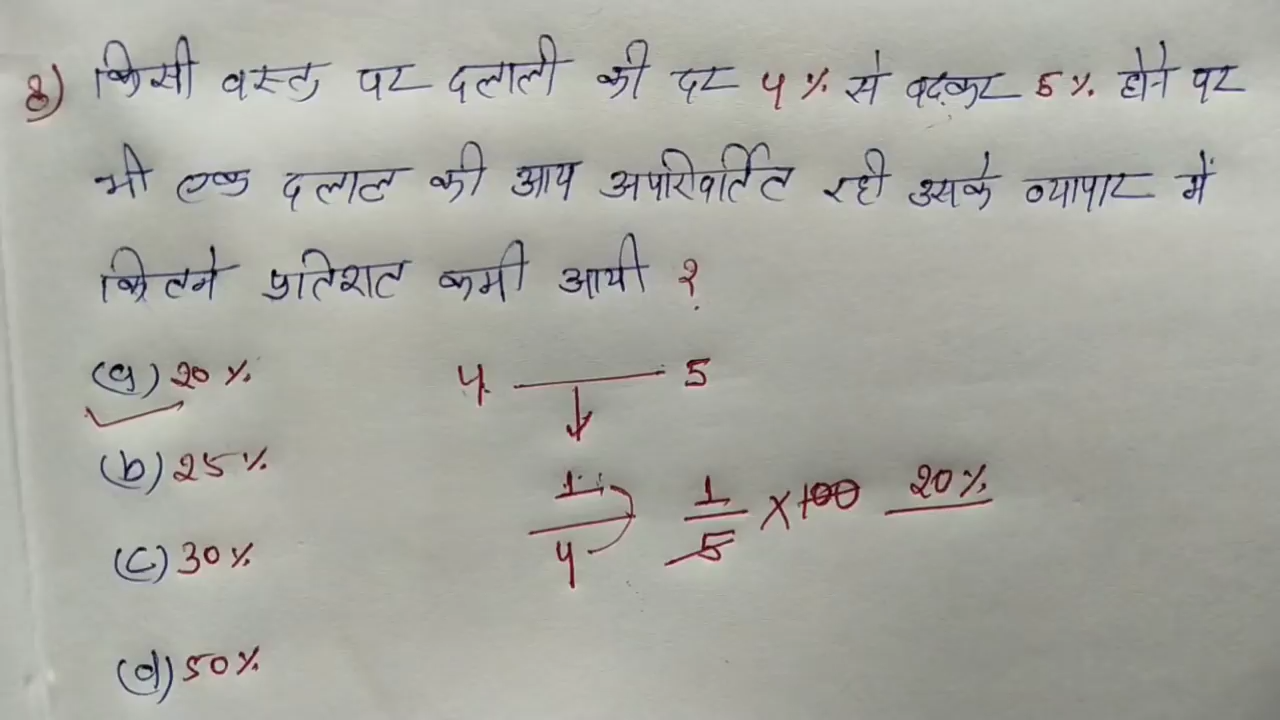 8) किसी वस्तु पर दलाली की दर 4% से बढ़कर 5% होने पर
भी एक दलाल की आय अपरिवर्तित रही उसके व्यापार में
कितने प्रतिशत कमी आयी ?
(a) 20%
4 — 5
(b) 25%
1/4 1/5 × 100 20%
(c) 30%
(d) 50%